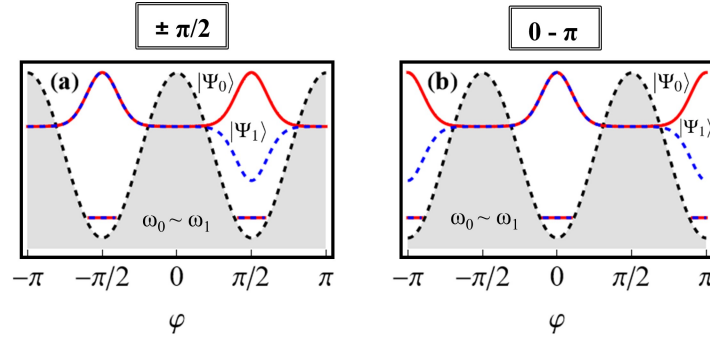 ± π/2
0 - π
(a)
|Ψ₀⟩
|Ψ₁⟩
ω₀ ~ ω₁
−π
−π/2
0
π/2
π
φ
(b)
|Ψ₀⟩
|Ψ₁⟩
ω₀ ~ ω₁
−π
−π/2
0
π/2
π
φ